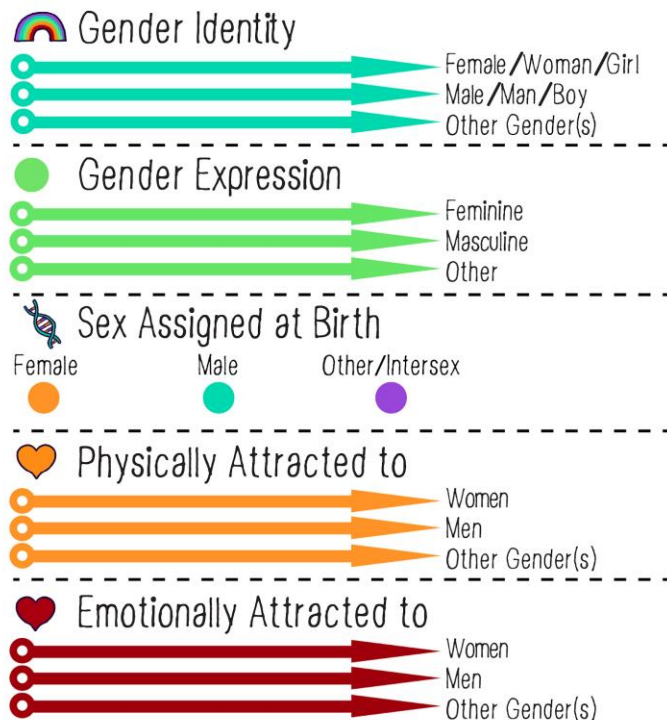 Gender Identity
Female/Woman/Girl
Male/Man/Boy
Other Gender(s)
Gender Expression
Feminine
Masculine
Other
Sex Assigned at Birth
Female Male Other/Intersex
Physically Attracted to
Women
Men
Other Gender(s)
Emotionally Attracted to
Women
Men
Other Gender(s)